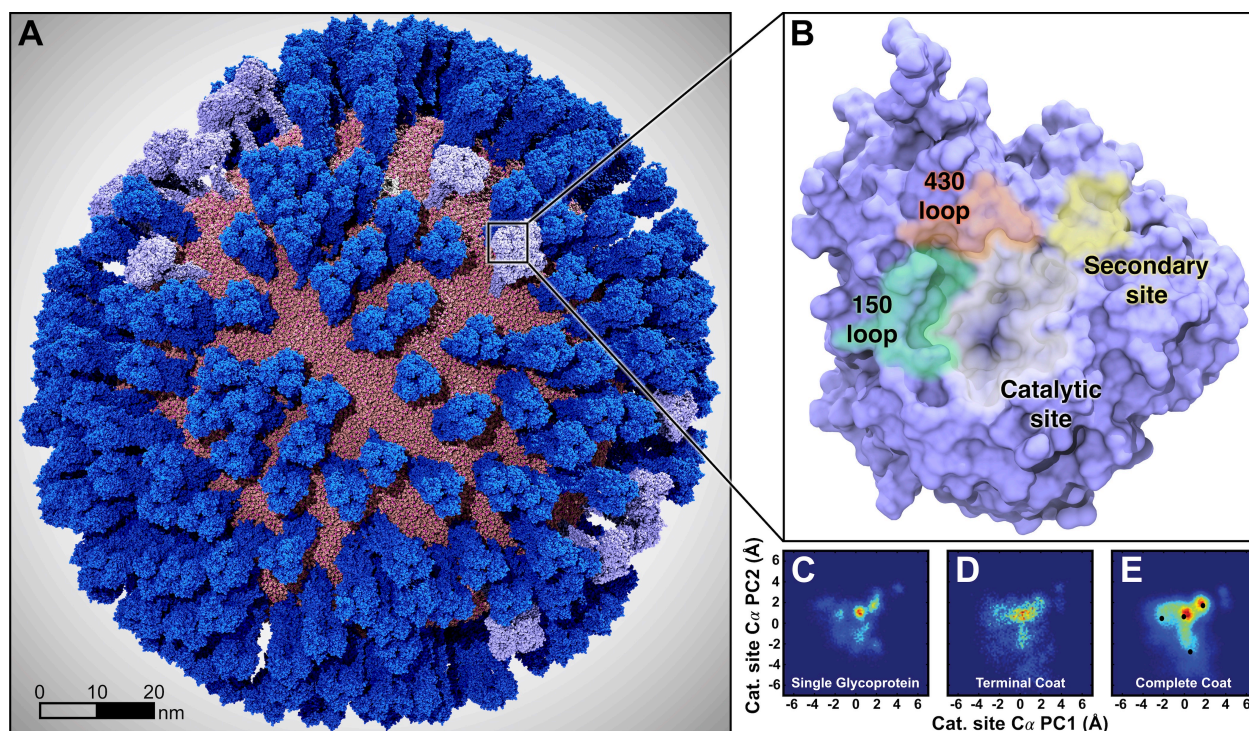 A
B
430
loop
Secondary
site
150
loop
Catalytic
site
0 10 20
nm
Cat. site Cα PC2 (Å)
6
4
2
0
-2
-4
-6
C
Single Glycoprotein
D
Terminal Coat
E
Complete Coat
-6 -4 -2 0 2 4 6
-6 -4 -2 0 2 4 6
-6 -4 -2 0 2 4 6
Cat. site Cα PC1 (Å)